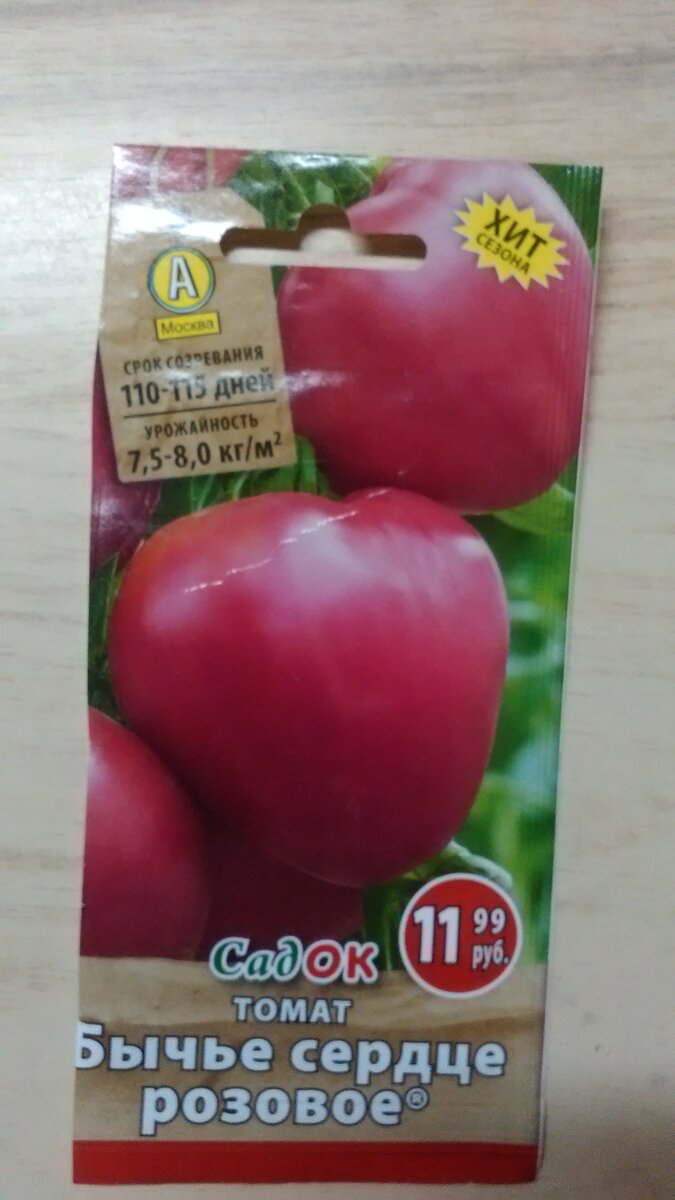 ХИТ
СЕЗОНА
А
Москва
СРОК СОЗРЕВАНИЯ
110-115 дней
УРОЖАЙНОСТЬ
7,5-8,0 кг/м²
11 99
руб.
СадОК
ТОМАТ
Бычье сердце
розовое®